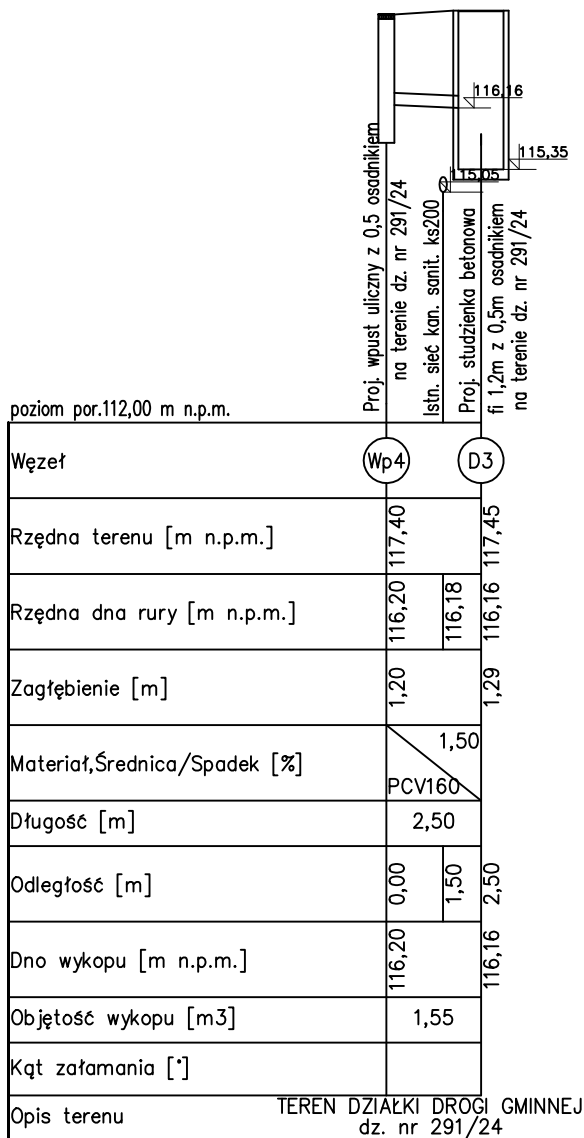 116,16
115,35
115,05
Proj. wpust uliczny z 0,5 osadnikiem
na terenie dz. nr 291/24
Istn. sieć kan. sanit. ks200
Proj. studzienka betonowa
fi 1,2m z 0,5m osadnikiem
na terenie dz. nr 291/24
poziom por.112,00 m n.p.m.
Węzeł Wp4 D3
Rzędna terenu [m n.p.m.] 117,40 117,45
Rzędna dna rury [m n.p.m.] 116,20 116,18 116,16
Zagłębienie [m] 1,20 1,29
Materiał,Średnica/Spadek [%] PCV160 1,50
Długość [m] 2,50
Odległość [m] 0,00 1,50 2,50
Dno wykopu [m n.p.m.] 116,20 116,16
Objętość wykopu [m3] 1,55
Kąt załamania [°]
Opis terenu TEREN DZIAŁKI DROGI GMINNEJ
dz. nr 291/24